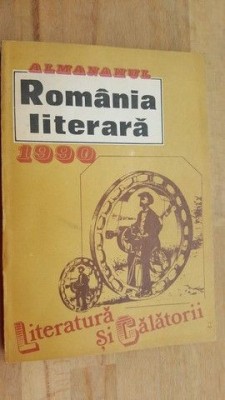 ALMANAHUL
România
literară
1990
Literatură
și
Călătorii